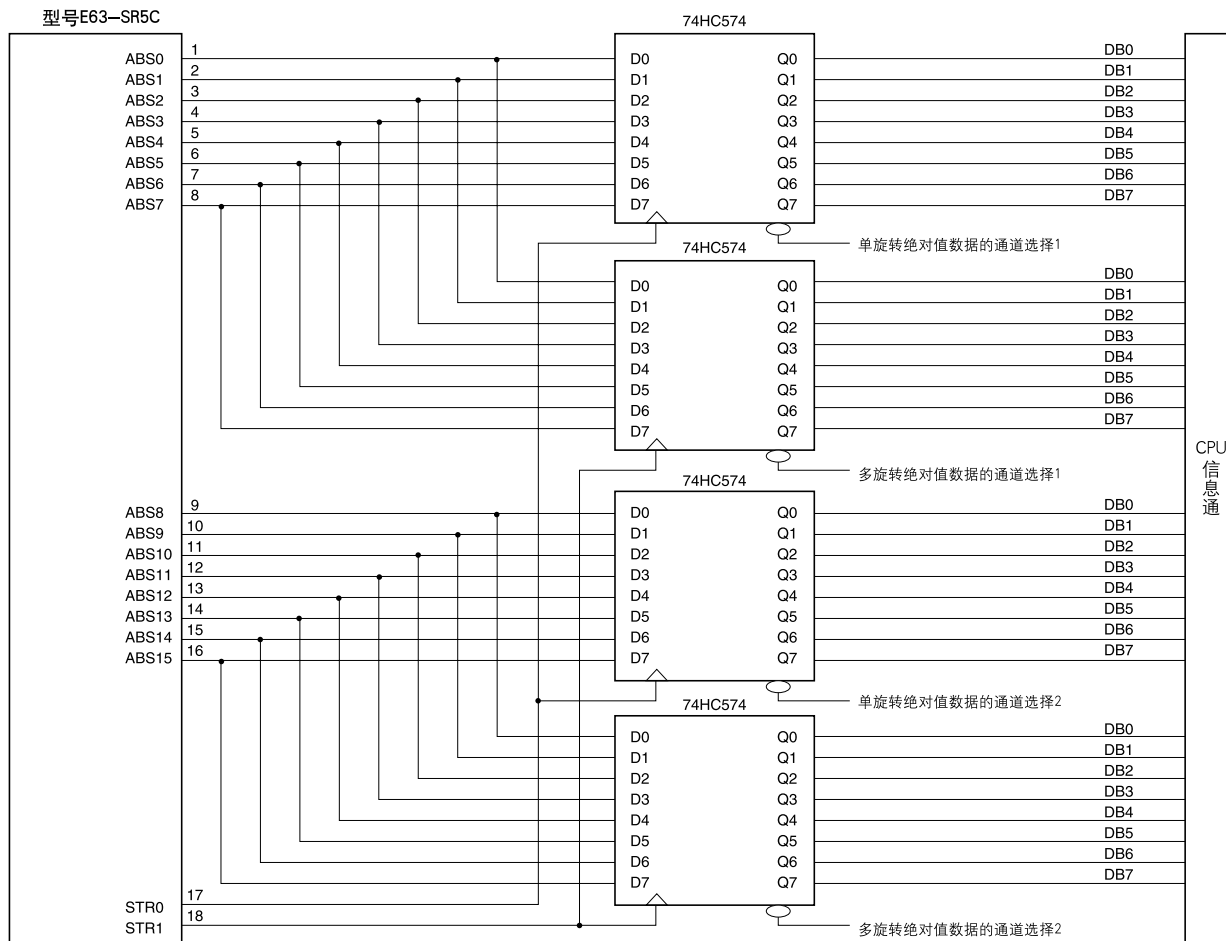 型号E63—SR5C
74HC574
ABS0 1 D0 Q0 DB0
ABS1 2 D1 Q1 DB1
ABS2 3 D2 Q2 DB2
ABS3 4 D3 Q3 DB3
ABS4 5 D4 Q4 DB4
ABS5 6 D5 Q5 DB5
ABS6 7 D6 Q6 DB6
ABS7 8 D7 Q7 DB7
单旋转绝对值数据的通道选择1
74HC574
D0 Q0 DB0
D1 Q1 DB1
D2 Q2 DB2
D3 Q3 DB3
D4 Q4 DB4
D5 Q5 DB5
D6 Q6 DB6
D7 Q7 DB7
CPU
信
息
通
多旋转绝对值数据的通道选择1
74HC574
ABS8 9 D0 Q0 DB0
ABS9 10 D1 Q1 DB1
ABS10 11 D2 Q2 DB2
ABS11 12 D3 Q3 DB3
ABS12 13 D4 Q4 DB4
ABS13 14 D5 Q5 DB5
ABS14 15 D6 Q6 DB6
ABS15 16 D7 Q7 DB7
单旋转绝对值数据的通道选择2
74HC574
D0 Q0 DB0
D1 Q1 DB1
D2 Q2 DB2
D3 Q3 DB3
D4 Q4 DB4
D5 Q5 DB5
D6 Q6 DB6
D7 Q7 DB7
STR0 17
STR1 18
多旋转绝对值数据的通道选择2